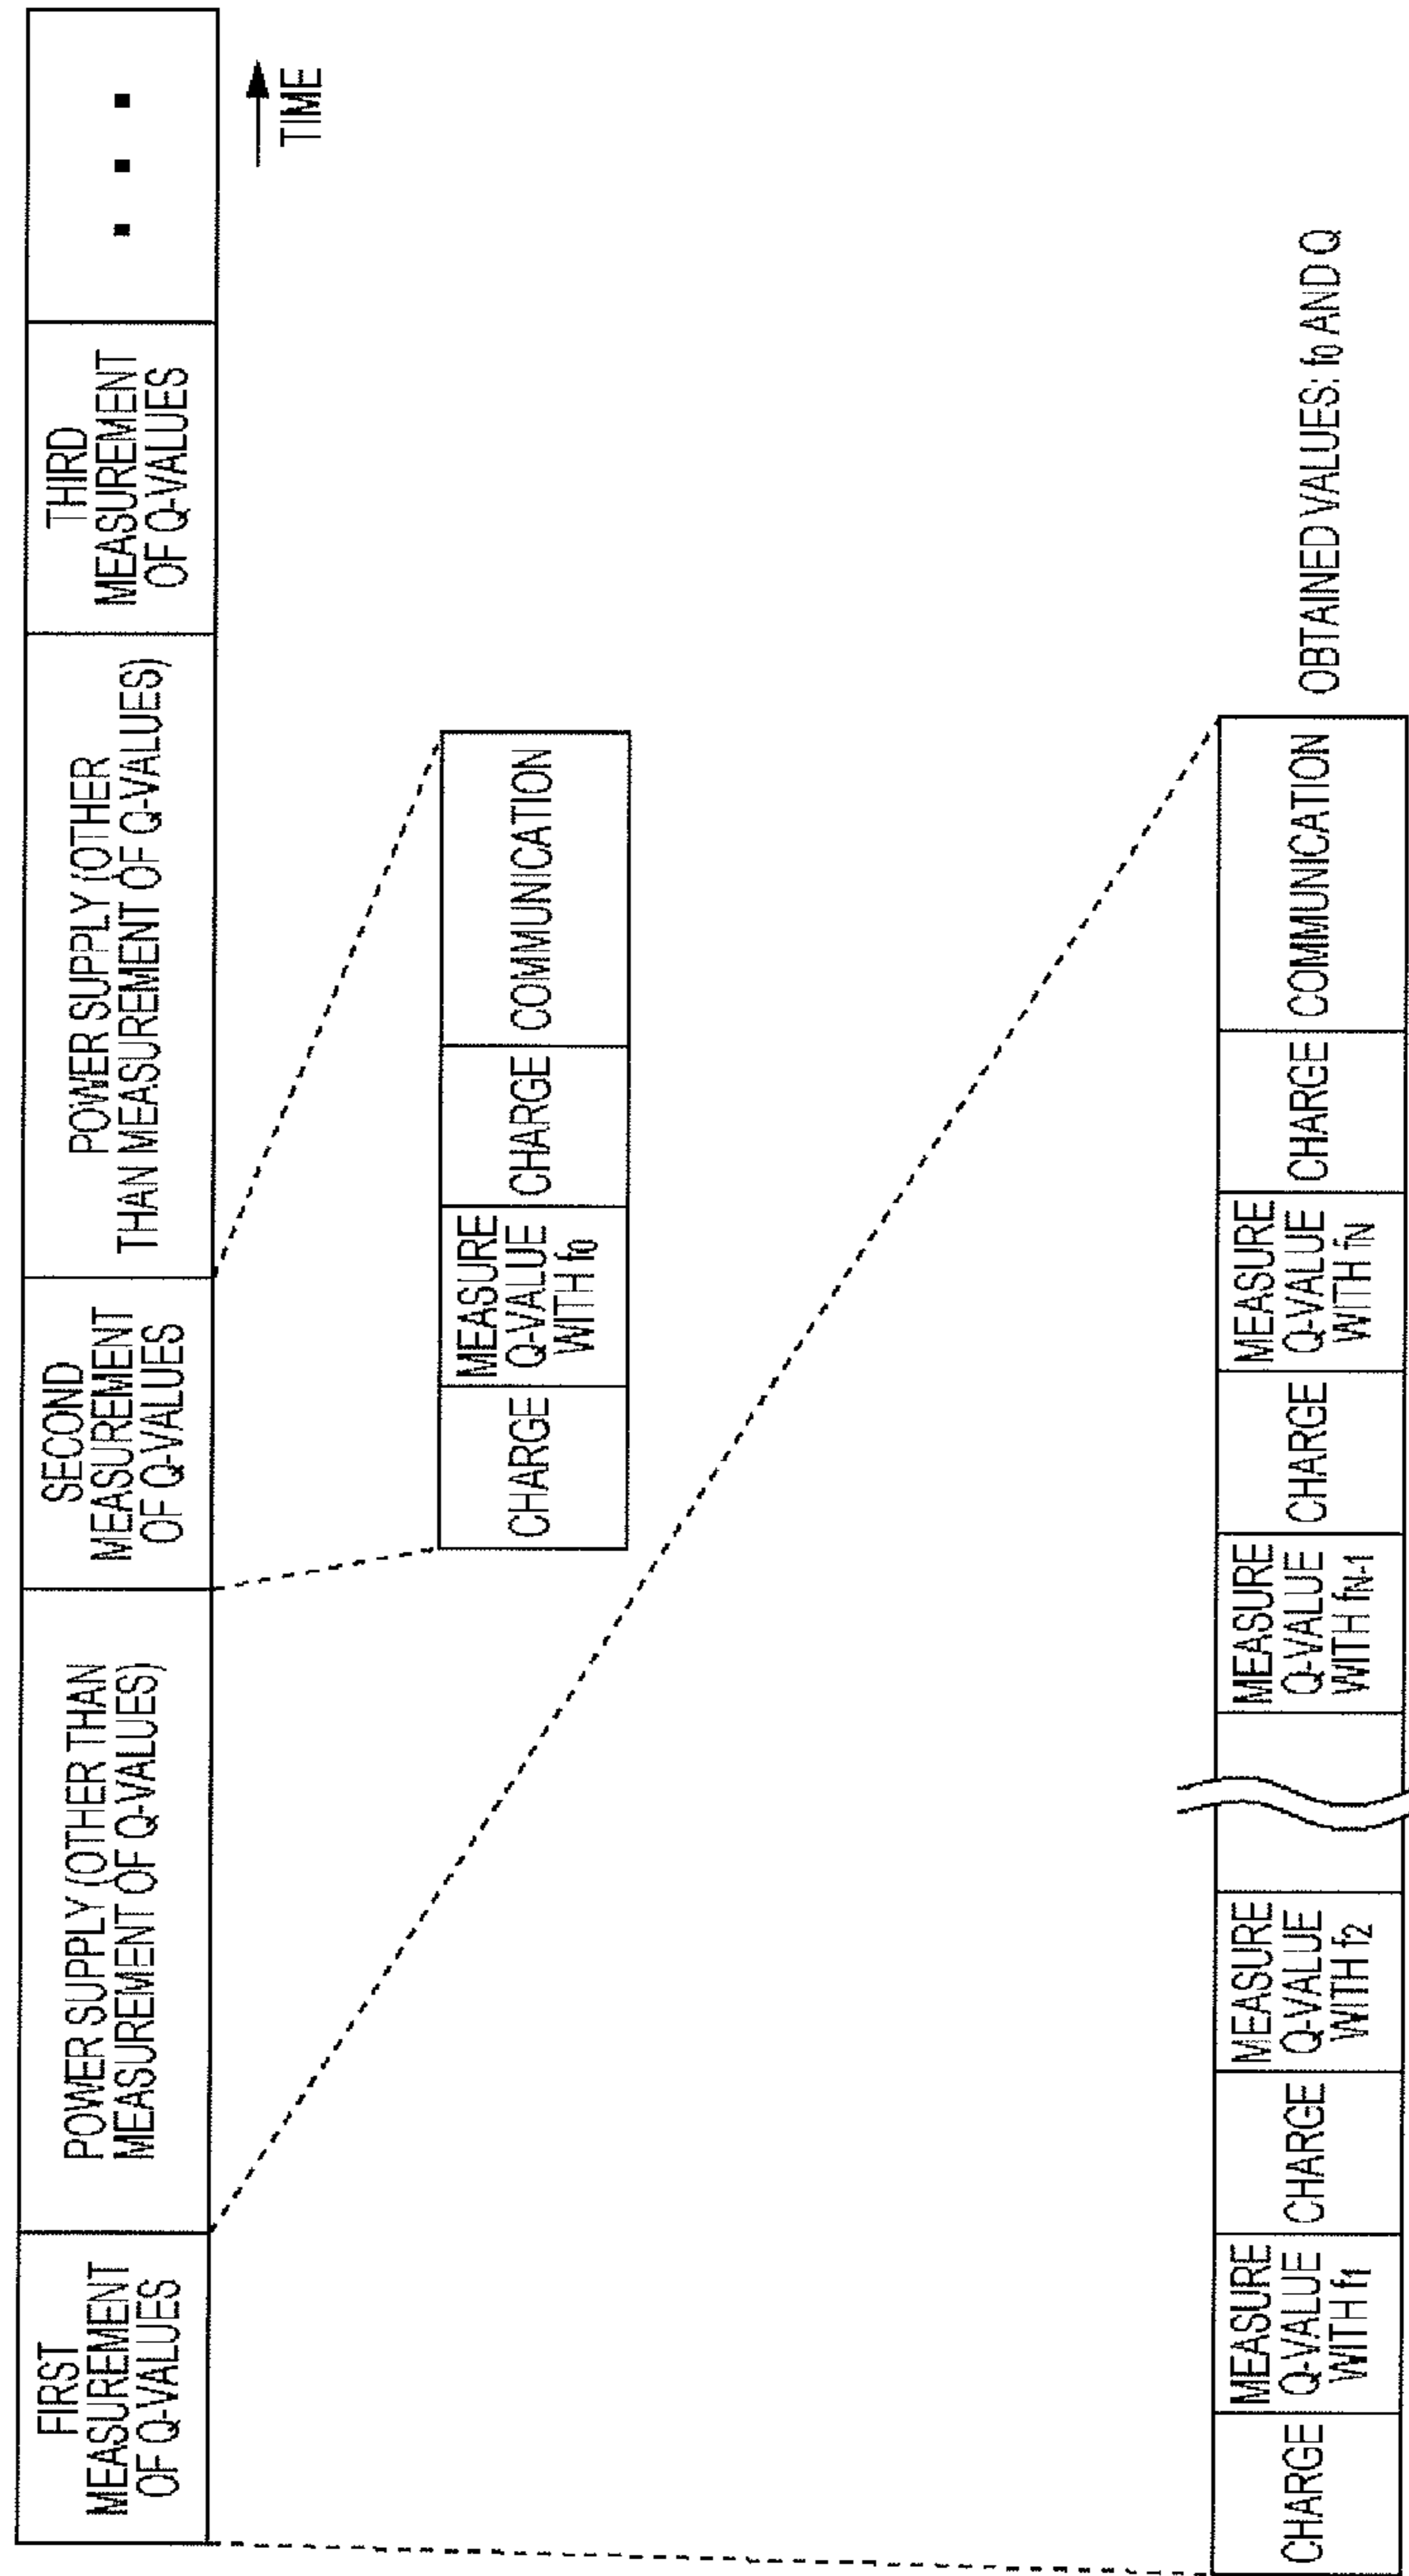 FIRST
MEASUREMENT
OF Q-VALUES
POWER SUPPLY (OTHER THAN
MEASUREMENT OF Q-VALUES)
SECOND
MEASUREMENT
OF Q-VALUES
POWER SUPPLY (OTHER
THAN MEASUREMENT OF Q-VALUES)
THIRD
MEASUREMENT
OF Q-VALUES
. . .
TIME
CHARGE
MEASURE
Q-VALUE
WITH f0
CHARGE
COMMUNICATION
CHARGE
MEASURE
Q-VALUE
WITH f1
CHARGE
MEASURE
Q-VALUE
WITH f2
MEASURE
Q-VALUE
WITH fN-1
CHARGE
MEASURE
Q-VALUE
WITH fN
CHARGE
COMMUNICATION
OBTAINED VALUES: f0 AND Q